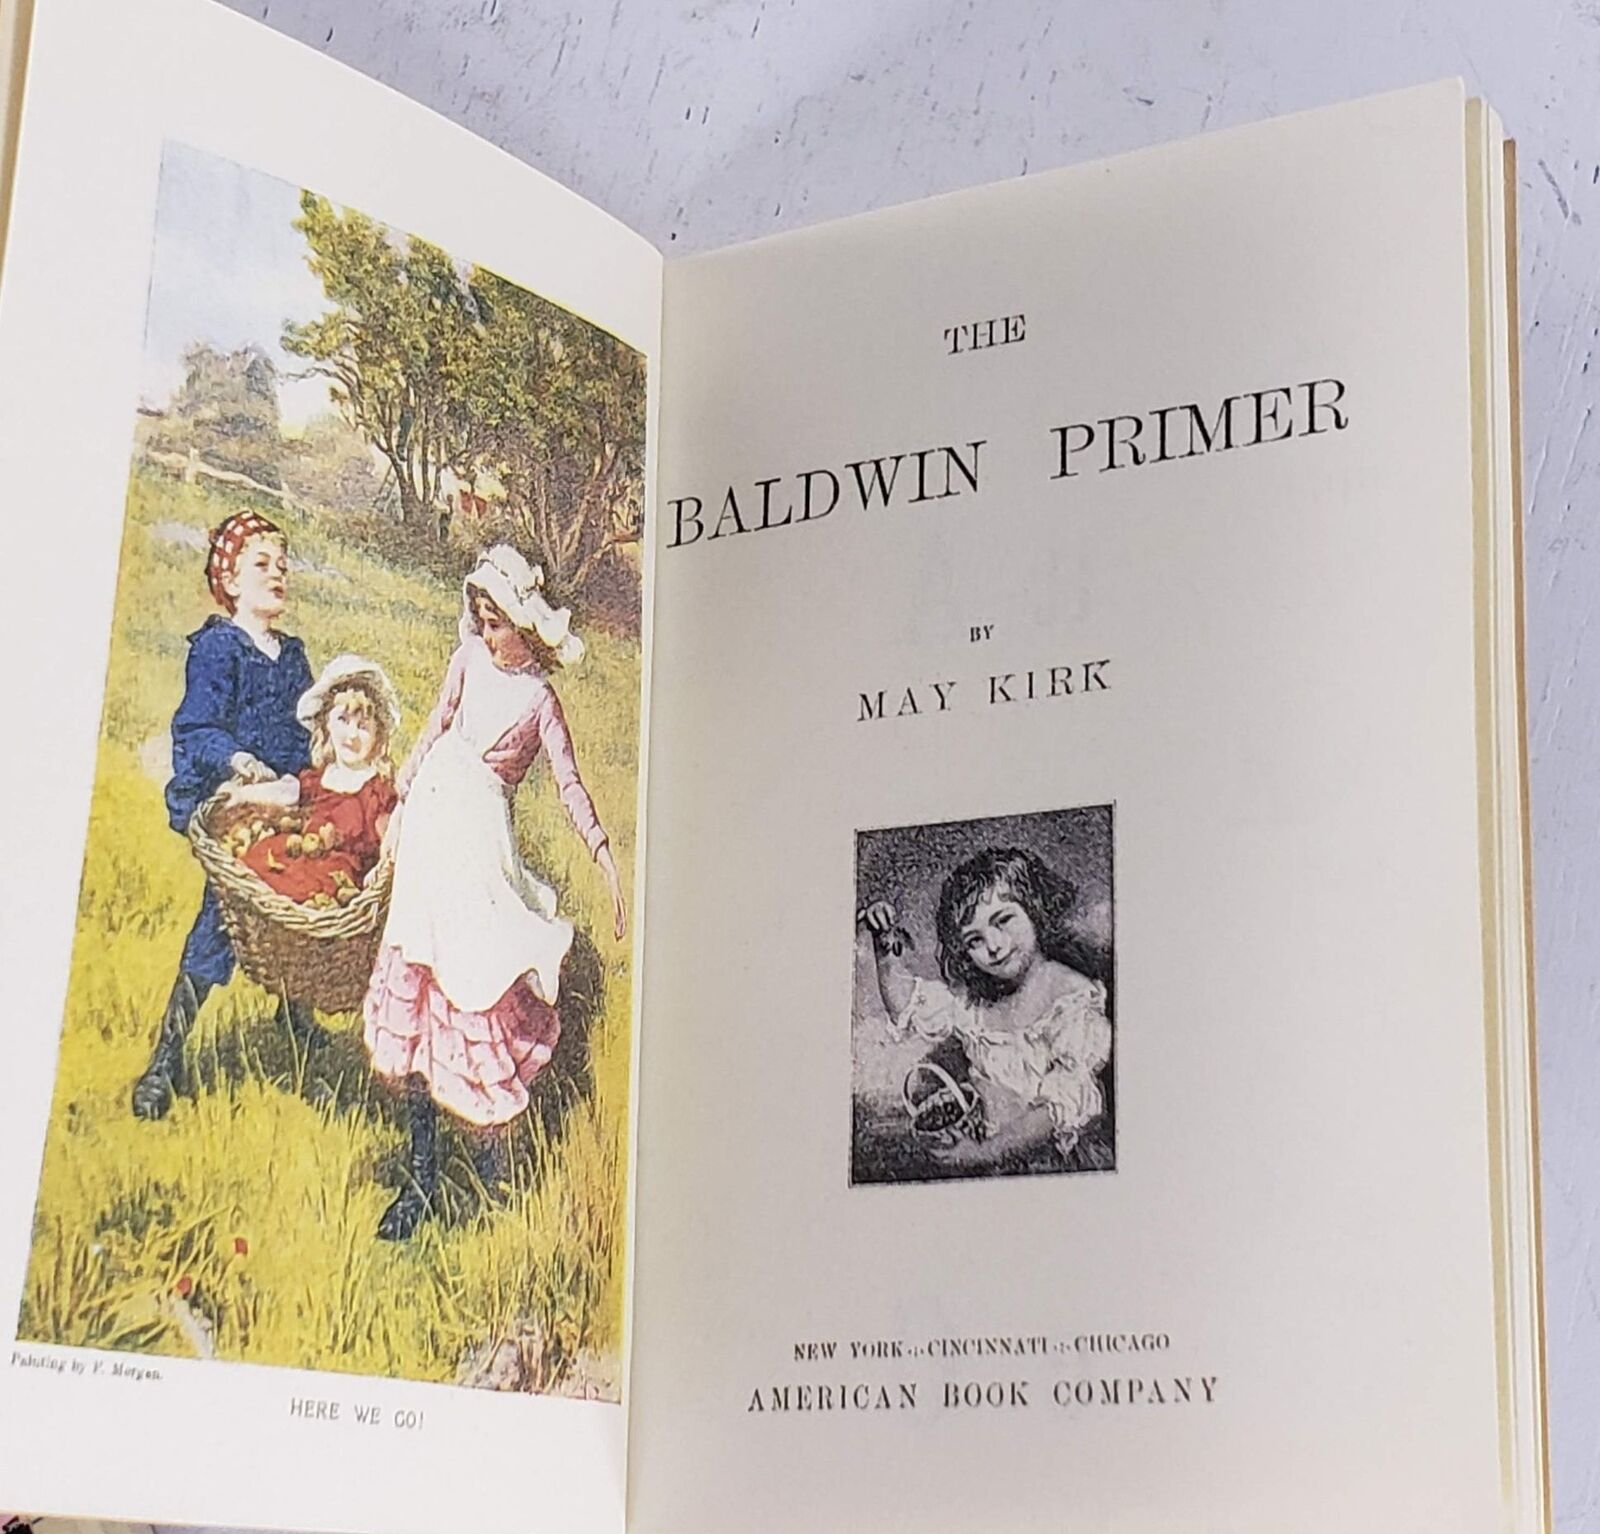 Painting by F. Morgan.
HERE WE GO!
THE
BALDWIN PRIMER
BY
MAY KIRK
NEW YORK · CINCINNATI · CHICAGO
AMERICAN BOOK COMPANY